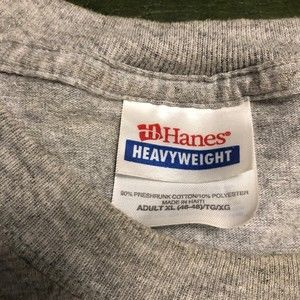 Hanes®
HEAVYWEIGHT
90% PRESHRUNK COTTON/10% POLYESTER
MADE IN HAITI
ADULT XL (46-48)/TG/XG